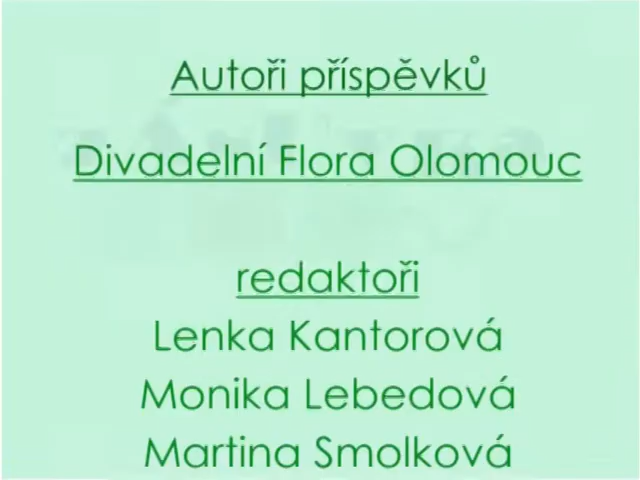 Autoři příspěvků
Divadelní Flora Olomouc
redaktoři
Lenka Kantorová
Monika Lebedová
Martina Smolková